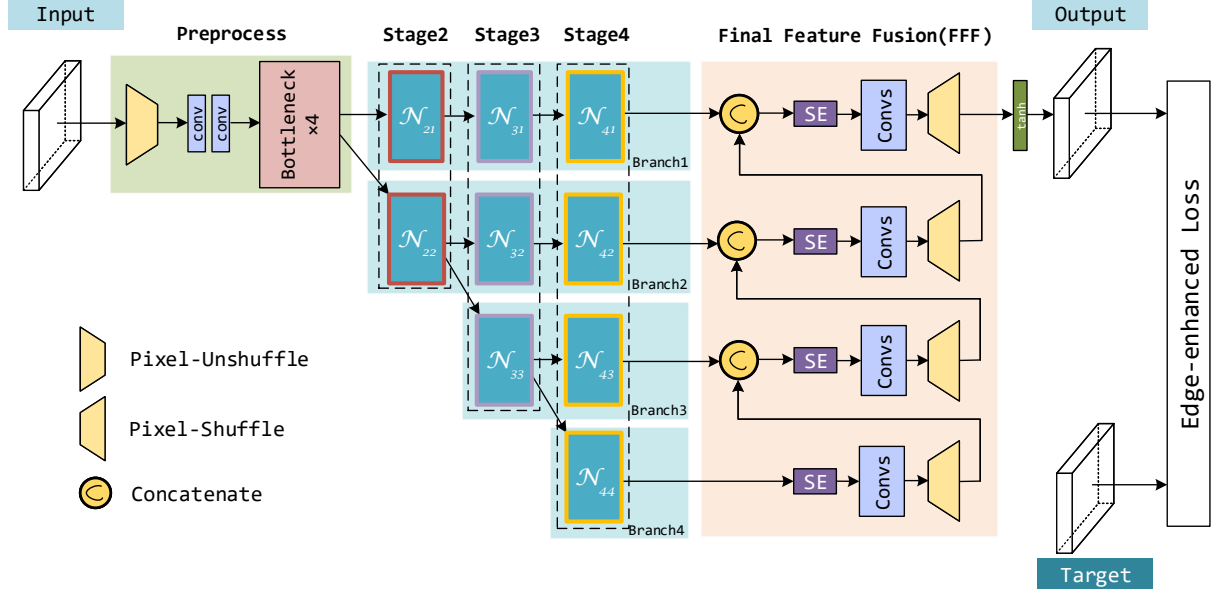 Input
Output
Preprocess
Stage2
Stage3
Stage4
Final Feature Fusion(FFF)
conv
conv
Bottleneck
×4
N21
N31
N41
Branch1
C
SE
Convs
tanh
N22
N32
N42
Branch2
C
SE
Convs
N33
N43
Branch3
C
SE
Convs
N44
Branch4
SE
Convs
Edge-enhanced Loss
Pixel-Unshuffle
Pixel-Shuffle
C
Concatenate
Target